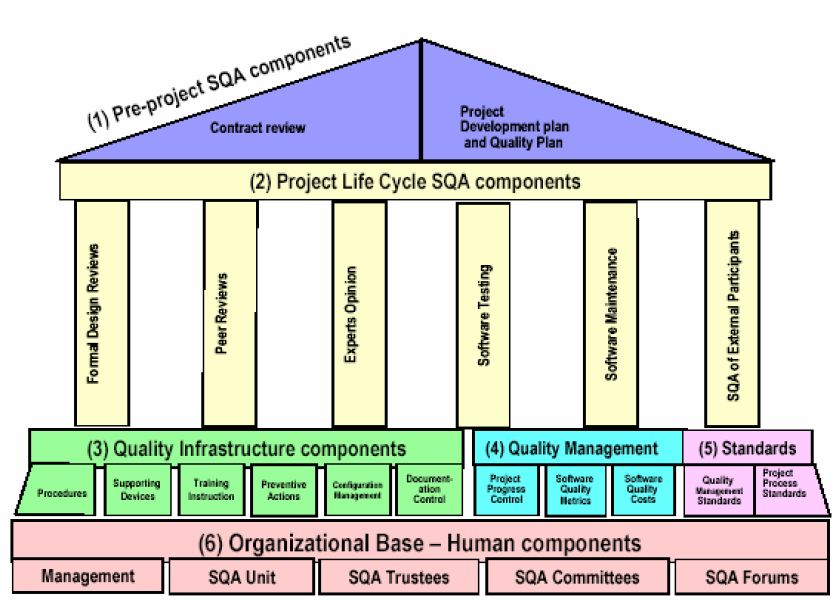 (1) Pre-project SQA components
Contract review
Project
Development plan
and Quality Plan
(2) Project Life Cycle SQA components
Formal Design Reviews
Peer Reviews
Experts Opinion
Software Testing
Software Maintenance
SQA of External Participants
(3) Quality Infrastructure components
(4) Quality Management
(5) Standards
Procedures
Supporting
Devices
Training
Instruction
Preventive
Actions
Configuration
Management
Document-
ation
Control
Project
Progress
Control
Software
Quality
Metrics
Software
Quality
Costs
Quality
Management
Standards
Project
Process
Standards
(6) Organizational Base – Human components
Management
SQA Unit
SQA Trustees
SQA Committees
SQA Forums